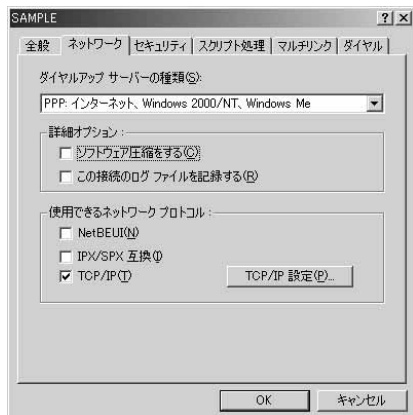 SAMPLE
全般 ネットワーク セキュリティ スクリプト処理 マルチリンク ダイヤル
ダイヤルアップ サーバーの種類(S):
PPP: インターネット、Windows 2000/NT、Windows Me
詳細オプション :
ソフトウェア圧縮をする(C)
この接続のログ ファイルを記録する(R)
使用できるネットワーク プロトコル :
NetBEUI(N)
IPX/SPX 互換(I)
TCP/IP(T) TCP/IP 設定(P)...
OK キャンセル